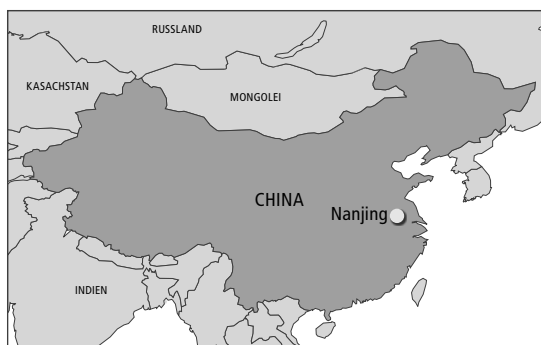 RUSSLAND
KASACHSTAN
MONGOLEI
CHINA
Nanjing
INDIEN